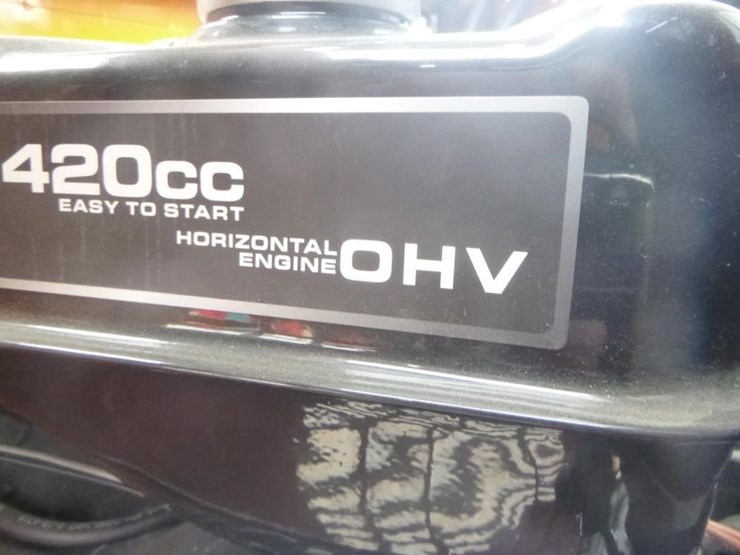 420cc
EASY TO START
HORIZONTAL
ENGINE OHV